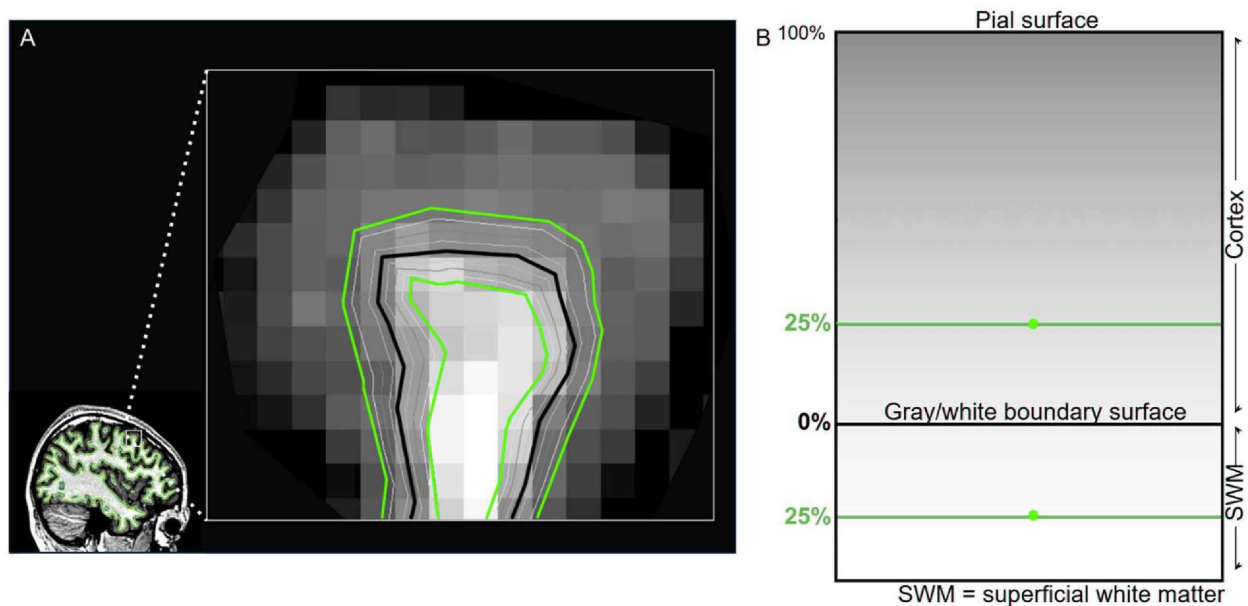 A
B
Pial surface
100%
Cortex
25%
Gray/white boundary surface
0%
SWM
25%
SWM = superficial white matter